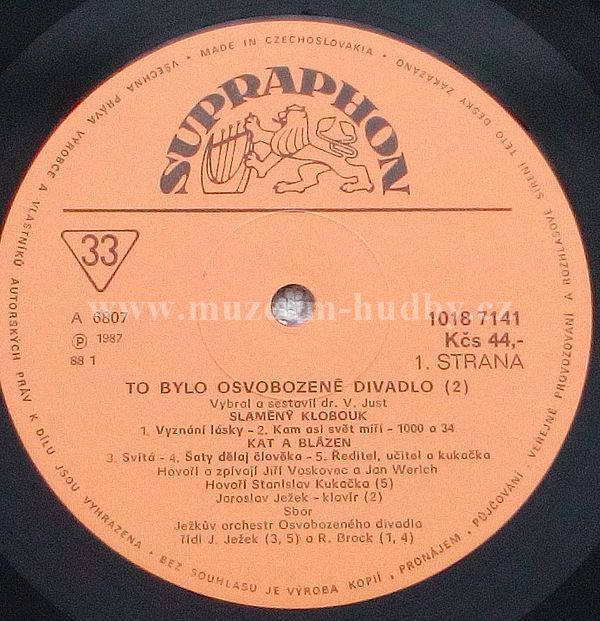 VŠECHNA PRÁVA VÝROBCE A VLASTNÍKŮ AUTORSKÝCH PRÁV K DÍLU JSOU VYHRAZENA • BEZ SOUHLASU JE VÝROBA KOPIÍ, PRONÁJEM, PŮJČOVÁNÍ, VEŘEJNÉ PROVOZOVÁNÍ A ROZHLASOVÉ ŠÍŘENÍ TÉTO DESKY ZAKÁZÁNO • MADE IN CZECHOSLOVAKIA •
SUPRAPHON
33
www.muzeum-hudby.cz
A 6807
Ⓟ 1987
88 1
1018 7141
Kčs 44,-
1. STRANA
TO BYLO OSVOBOZENÉ DIVADLO (2)
Vybral a sestavil dr. V. Just
SLAMĚNÝ KLOBOUK
1. Vyznání lásky - 2. Kam asi svět míří - 1000 a 34
KAT A BLÁZEN
3. Svítá - 4. Šaty dělaj člověka - 5. Ředitel, učitel a kukačka
Hovoří a zpívají Jiří Voskovec a Jan Werich
Hovoří Stanislav Kukačka (5)
Jaroslav Ježek - klavír (2)
Sbor
Ježkův orchestr Osvobozeného divadla
řídí J. Ježek (3, 5) a R. Brock (1, 4)